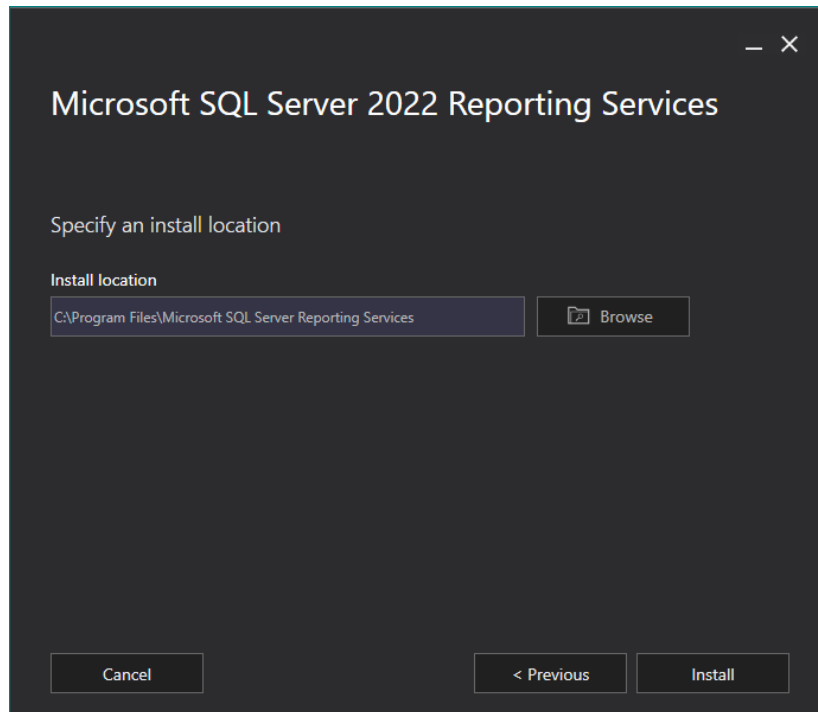 Microsoft SQL Server 2022 Reporting Services
Specify an install location
Install location
C:\Program Files\Microsoft SQL Server Reporting Services
Browse
Cancel
< Previous
Install